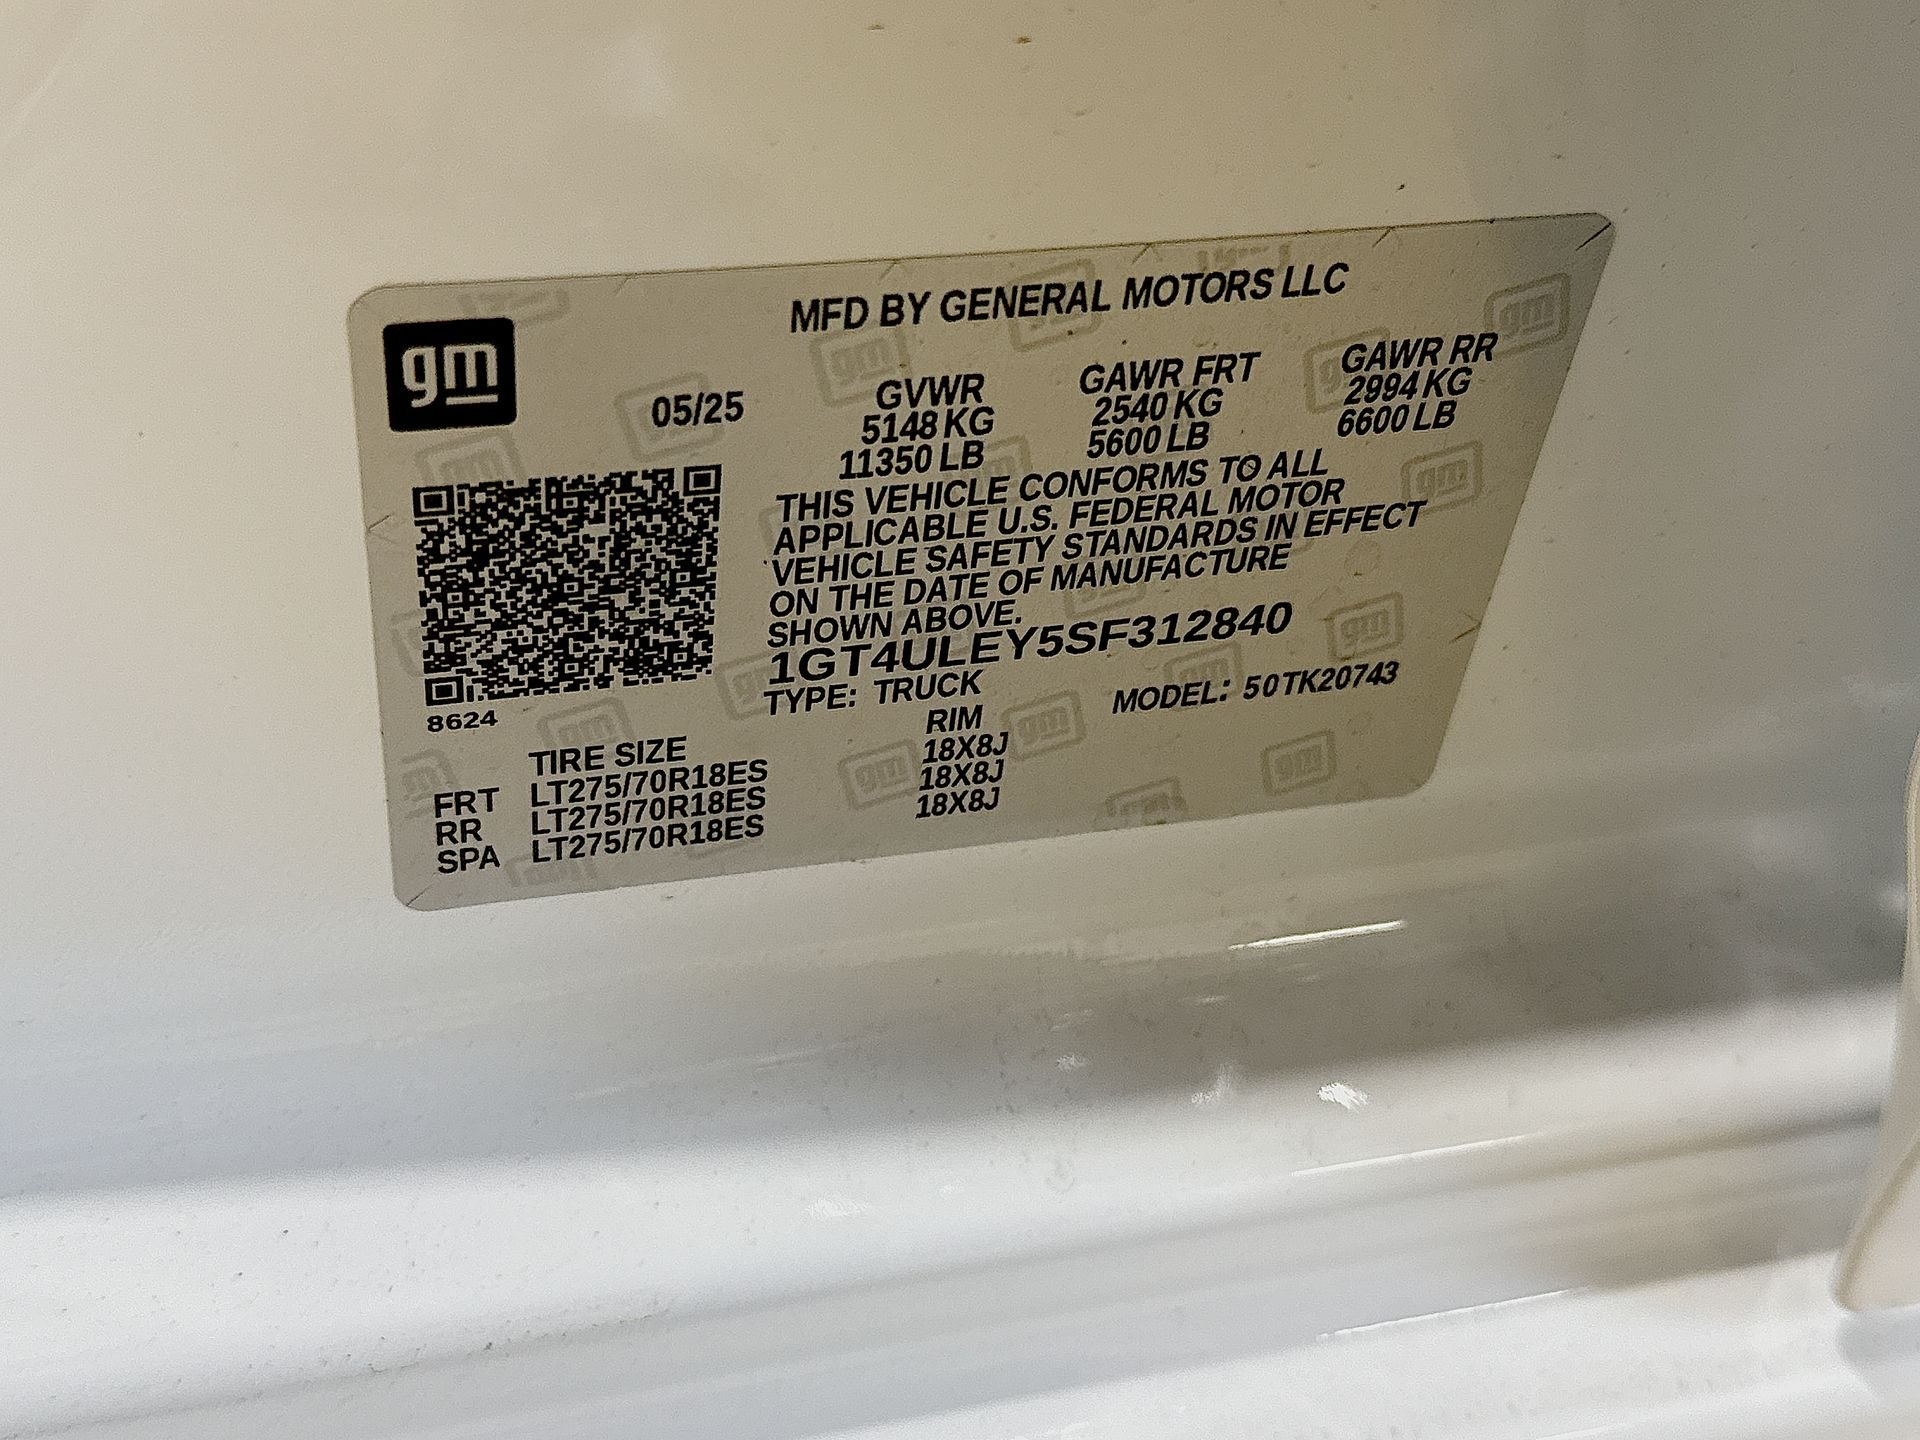 MFD BY GENERAL MOTORS LLC
gm
05/25
GVWR GAWR FRT GAWR RR
5148 KG 2540 KG 2994 KG
11350 LB 5600 LB 6600 LB
THIS VEHICLE CONFORMS TO ALL
APPLICABLE U.S. FEDERAL MOTOR
VEHICLE SAFETY STANDARDS IN EFFECT
ON THE DATE OF MANUFACTURE
SHOWN ABOVE.
1GT4ULEY5SF312840
TYPE: TRUCK MODEL: 50TK20743
8624
TIRE SIZE RIM
FRT LT275/70R18ES 18X8J
RR LT275/70R18ES 18X8J
SPA LT275/70R18ES 18X8J